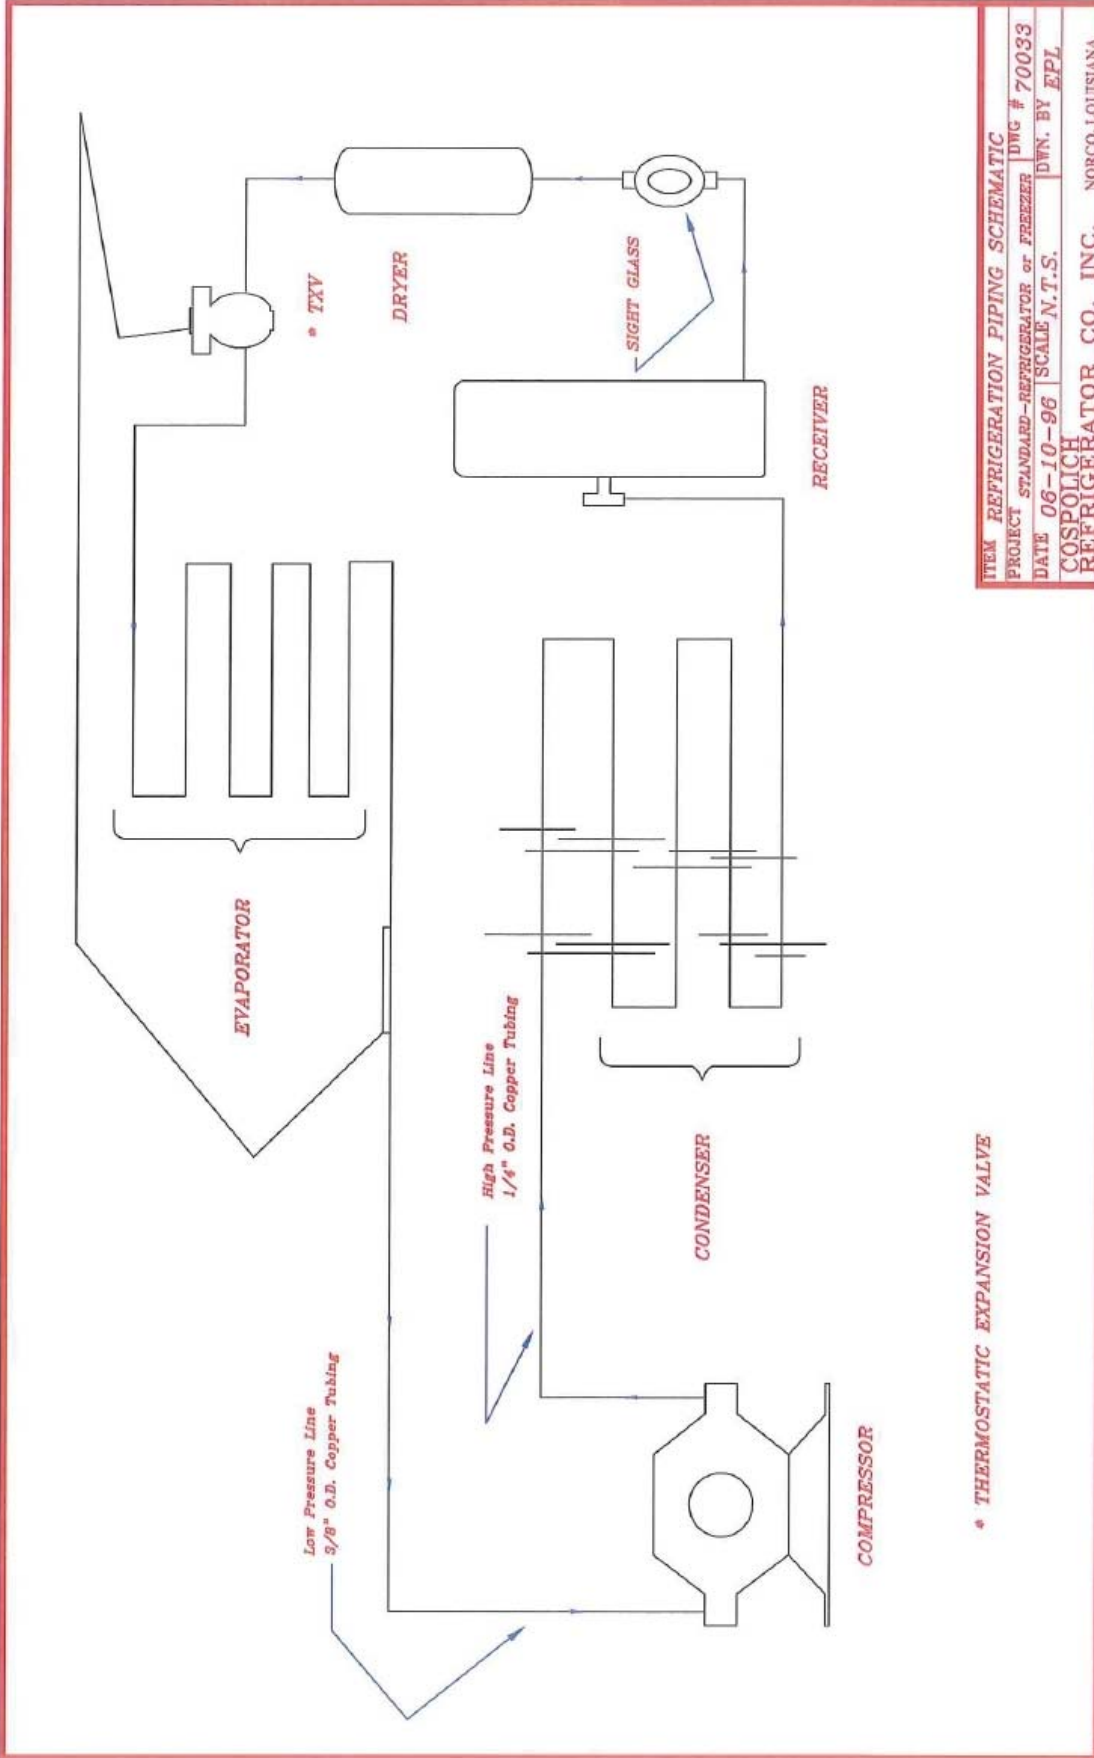 EVAPORATOR
Low Pressure Line
3/8" O.D. Copper Tubing
* TXV
DRYER
High Pressure Line
1/4" O.D. Copper Tubing
SIGHT GLASS
CONDENSER
RECEIVER
COMPRESSOR
* THERMOSTATIC EXPANSION VALVE
ITEM REFRIGERATION PIPING SCHEMATIC
PROJECT STANDARD-REFRIGERATOR or FREEZER DWG # 70033
DATE 06-10-96 SCALE N.T.S. DWN. BY EPL
COSPOLICH
REFRIGERATOR CO. INC. NORCO LOUISIANA